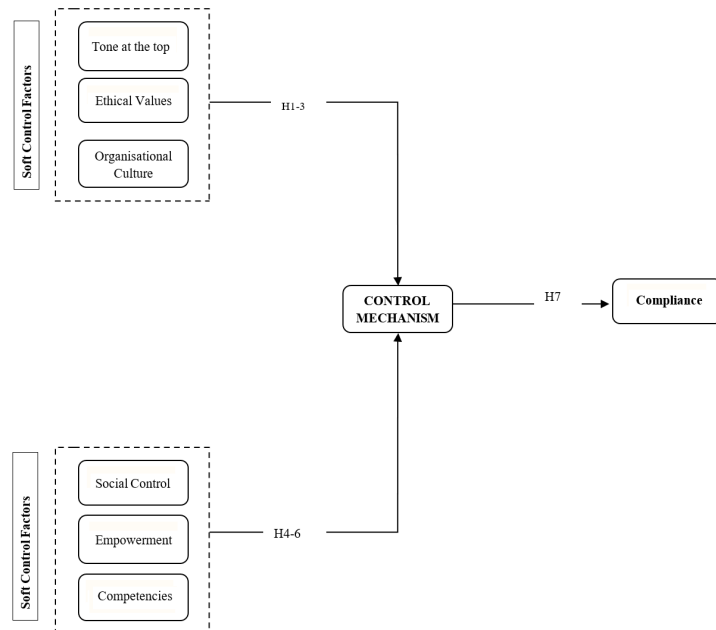 Soft Control Factors
Tone at the top
Ethical Values
Organisational
Culture
H1-3
CONTROL
MECHANISM
H7
Compliance
Soft Control Factors
Social Control
Empowerment
Competencies
H4-6